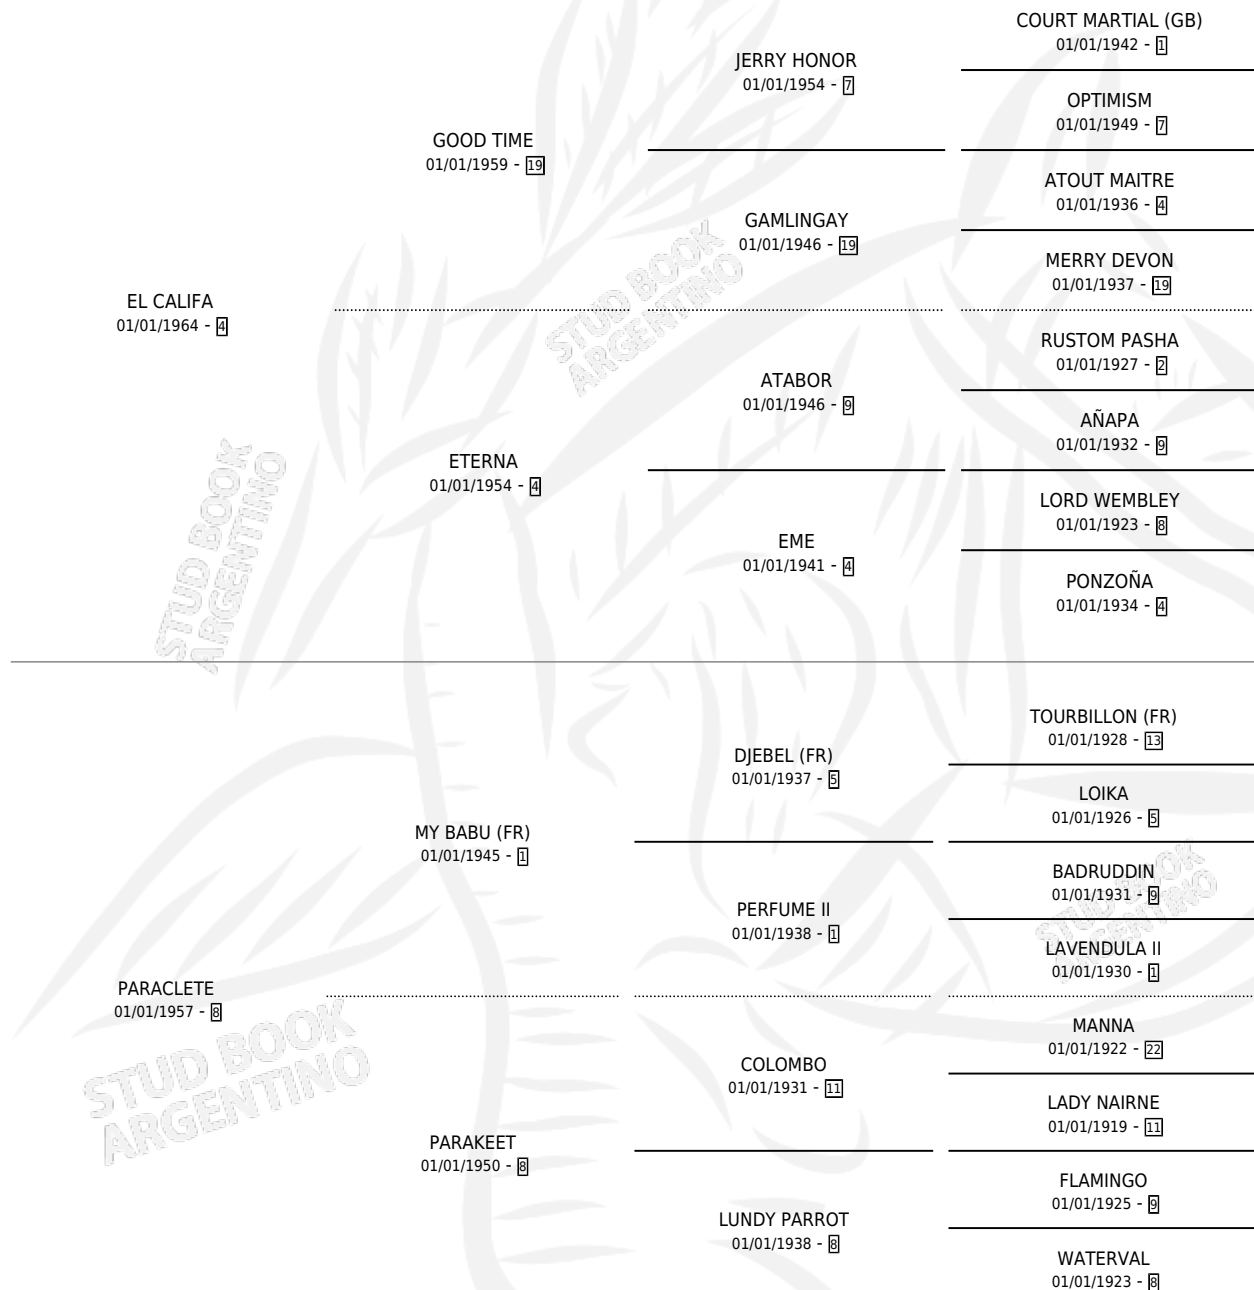 COURT MARTIAL (GB)
01/01/1942 - 1
JERRY HONOR
01/01/1954 - 7
OPTIMISM
01/01/1949 - 7
GOOD TIME
01/01/1959 - 19
ATOUT MAITRE
01/01/1936 - 4
GAMLINGAY
01/01/1946 - 19
MERRY DEVON
01/01/1937 - 19
EL CALIFA
01/01/1964 - 4
STUD BOOK
ARGENTINO
RUSTOM PASHA
01/01/1927 - 2
ATABOR
01/01/1946 - 9
AÑAPA
01/01/1932 - 9
ETERNA
01/01/1954 - 4
LORD WEMBLEY
01/01/1923 - 8
EME
01/01/1941 - 4
PONZOÑA
01/01/1934 - 4
STUD BOOK
ARGENTINO
TOURBILLON (FR)
01/01/1928 - 13
DJEBEL (FR)
01/01/1937 - 5
LOIKA
01/01/1926 - 5
MY BABU (FR)
01/01/1945 - 1
BADRUDDIN
01/01/1931 - 9
PERFUME II
01/01/1938 - 1
LAVENDULA II
01/01/1930 - 1
STUD BOOK
ARGENTINO
PARACLETE
01/01/1957 - 8
STUD BOOK
ARGENTINO
MANNA
01/01/1922 - 22
COLOMBO
01/01/1931 - 11
LADY NAIRNE
01/01/1919 - 11
PARAKEET
01/01/1950 - 8
FLAMINGO
01/01/1925 - 9
LUNDY PARROT
01/01/1938 - 8
WATERVAL
01/01/1923 - 8